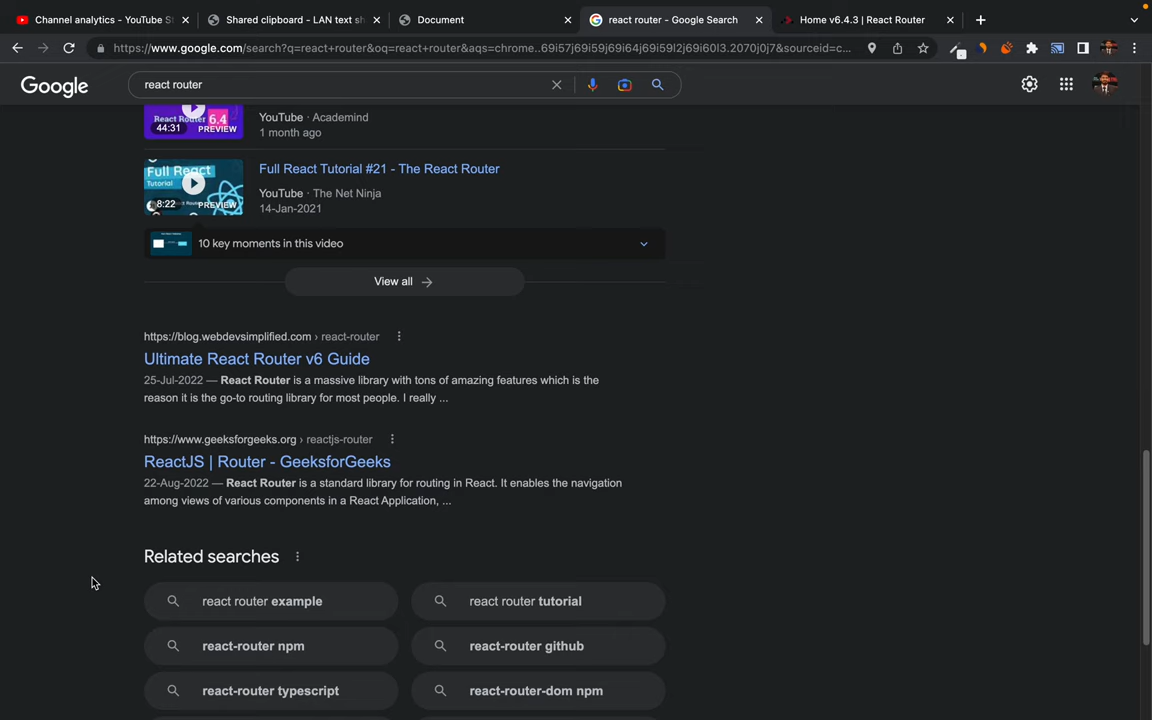 Channel analytics - YouTube St
Shared clipboard - LAN text sh
Document
react router - Google Search
Home v6.4.3 | React Router
https://www.google.com/search?q=react+router&oq=react+router&aqs=chrome..69i57j69i59j69i64j69i59l2j69i60l3.2070j0j7&sourceid=c...
Google
react router
React Router 6.4
44:31
PREVIEW
YouTube · Academind
1 month ago
Full React
Tutorial
8:22
PREVIEW
Full React Tutorial #21 - The React Router
YouTube · The Net Ninja
14-Jan-2021
10 key moments in this video
View all
https://blog.webdevsimplified.com › react-router
Ultimate React Router v6 Guide
25-Jul-2022 — React Router is a massive library with tons of amazing features which is the
reason it is the go-to routing library for most people. I really ...
https://www.geeksforgeeks.org › reactjs-router
ReactJS | Router - GeeksforGeeks
22-Aug-2022 — React Router is a standard library for routing in React. It enables the navigation
among views of various components in a React Application, ...
Related searches
react router example
react router tutorial
react-router npm
react-router github
react-router typescript
react-router-dom npm